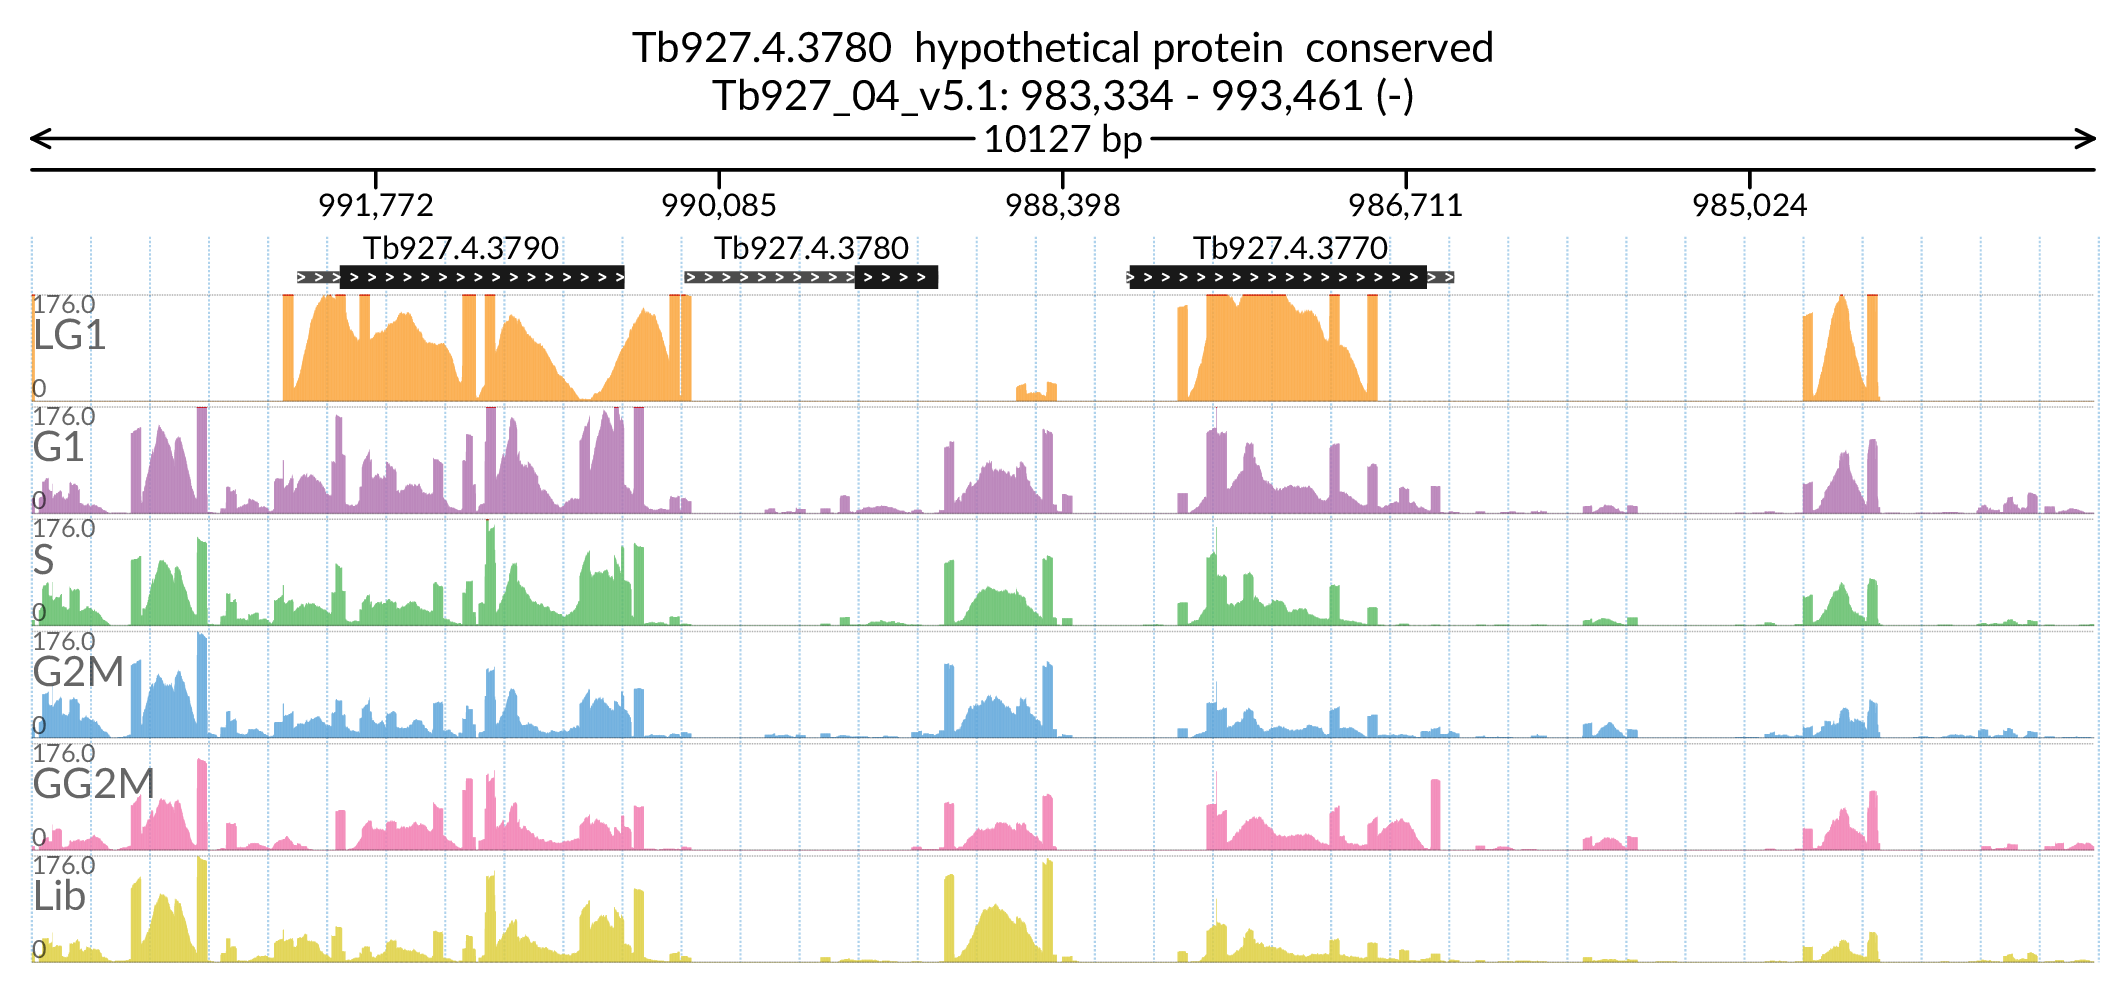 Tb927.4.3780 hypothetical protein conserved
Tb927_04_v5.1: 983,334 - 993,461 (-)
10127 bp
991,772 990,085 988,398 986,711 985,024
Tb927.4.3790 Tb927.4.3780 Tb927.4.3770
176.0
LG1
0
176.0
G1
0
176.0
S
0
176.0
G2M
0
176.0
GG2M
0
176.0
Lib
0